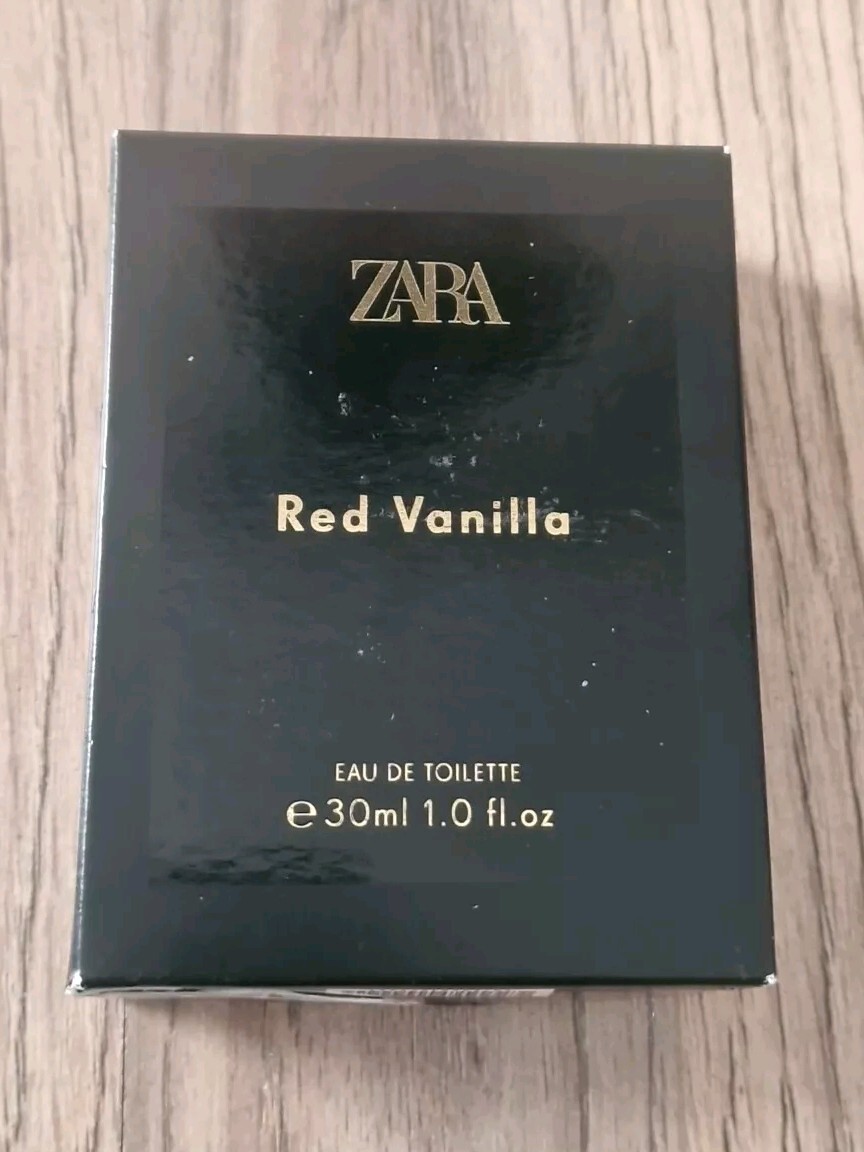 ZARA
Red Vanilla
EAU DE TOILETTE
℮30ml 1.0 fl.oz